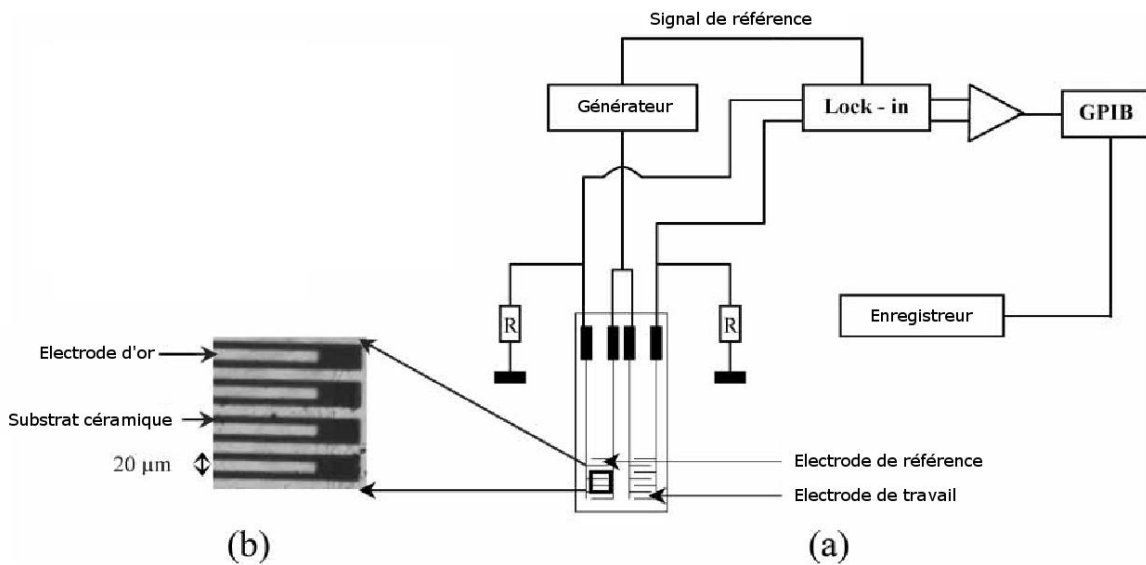 Signal de référence
Générateur
Lock - in
GPIB
R
R
Enregistreur
Electrode d'or
Substrat céramique
20 µm
Electrode de référence
Electrode de travail
(b)
(a)